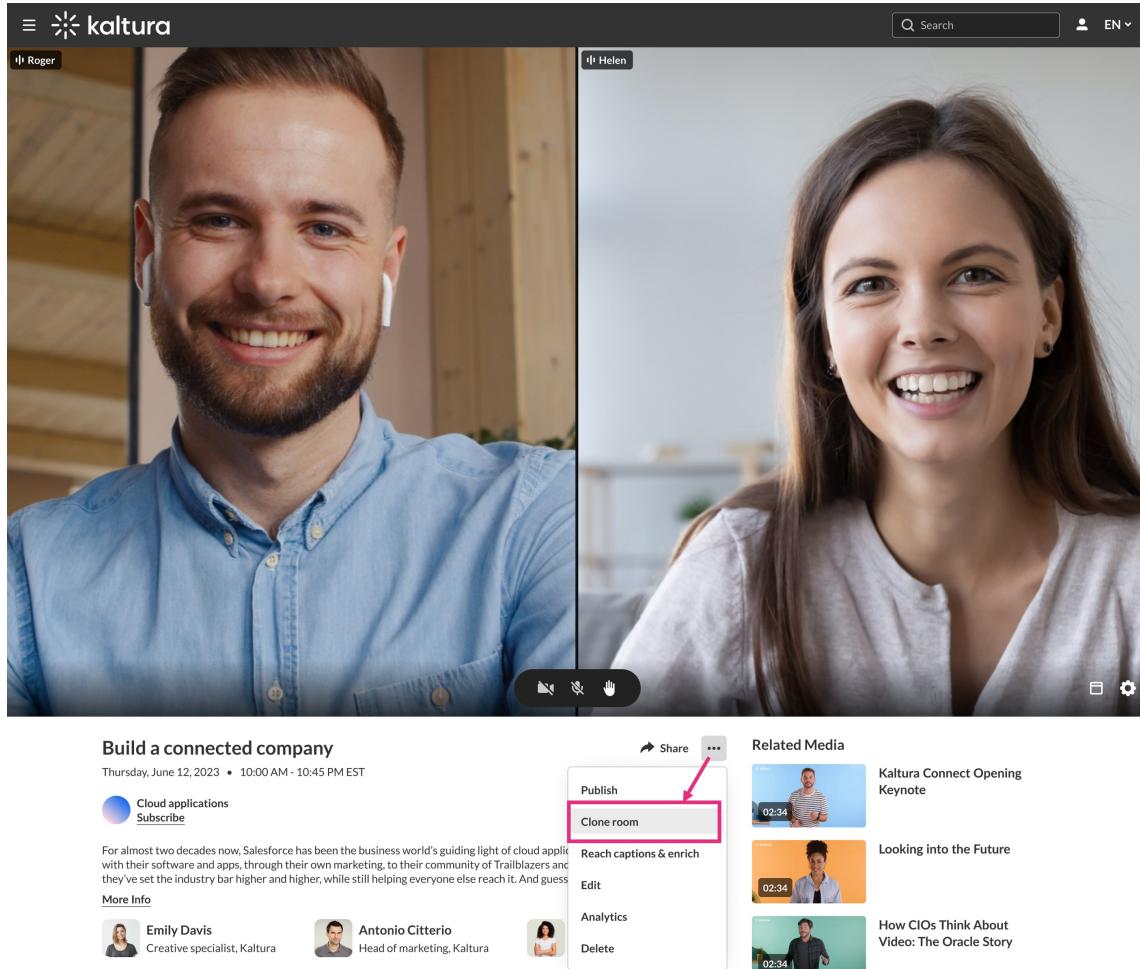 kaltura
Search
EN
Roger
Helen
Build a connected company
Thursday, June 12, 2023 • 10:00 AM - 10:45 PM EST
Cloud applications
Subscribe
For almost two decades now, Salesforce has been the business world's guiding light of cloud applic
with their software and apps, through their own marketing, to their community of Trailblazers and
they've set the industry bar higher and higher, while still helping everyone else reach it. And guess
More Info
Emily Davis
Creative specialist, Kaltura
Antonio Citterio
Head of marketing, Kaltura
Share
Publish
Clone room
Reach captions & enrich
Edit
Analytics
Delete
Related Media
02:34
Kaltura Connect Opening
Keynote
02:34
Looking into the Future
02:34
How CIOs Think About
Video: The Oracle Story